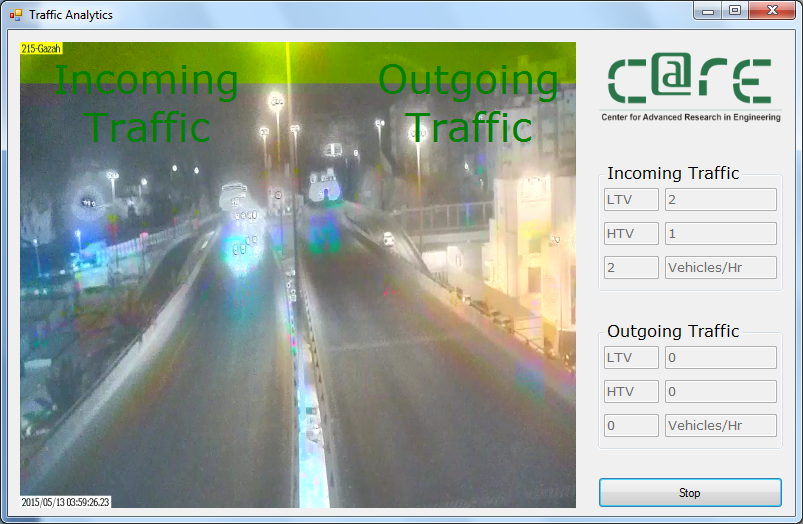 Traffic Analytics
215-Gazah
Incoming
Traffic
Outgoing
Traffic
c@re
Center for Advanced Research in Engineering
Incoming Traffic
LTV 2
HTV 1
2 Vehicles/Hr
Outgoing Traffic
LTV 0
HTV 0
0 Vehicles/Hr
Stop
2015/05/13 03:59:26.23